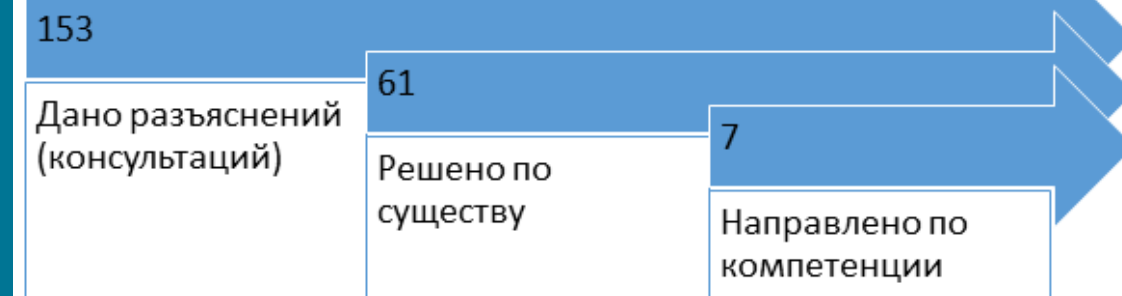 153
Дано разъяснений
(консультаций)
61
Решено по
существу
7
Направлено по
компетенции